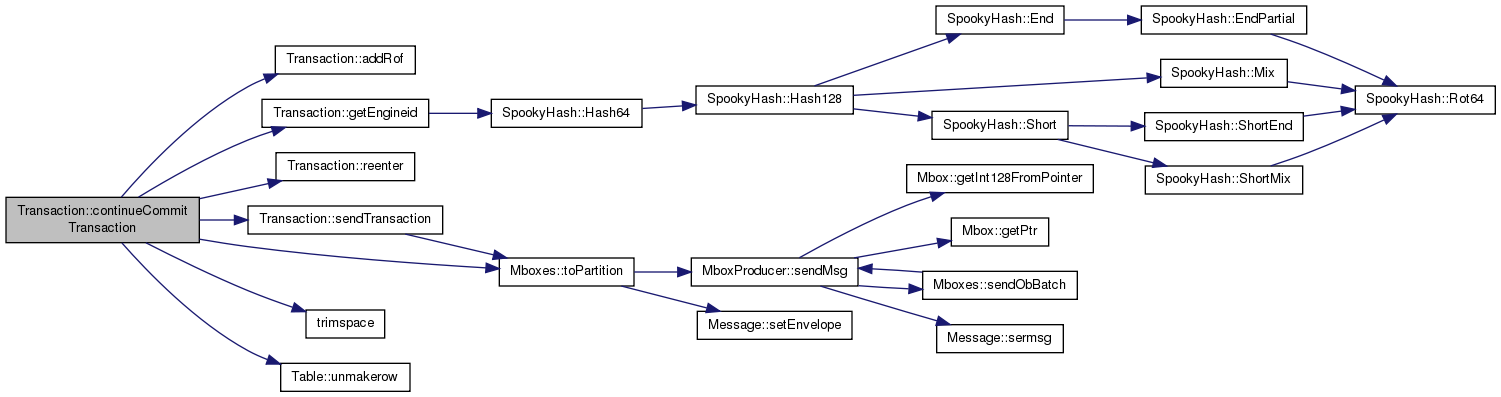 Transaction::continueCommit
Transaction
Transaction::addRof
Transaction::getEngineid
Transaction::reenter
Transaction::sendTransaction
trimspace
Table::unmakerow
SpookyHash::Hash64
Mboxes::toPartition
SpookyHash::Hash128
MboxProducer::sendMsg
Message::setEnvelope
SpookyHash::End
SpookyHash::Short
Mbox::getInt128FromPointer
Mbox::getPtr
Mboxes::sendObBatch
Message::sermsg
SpookyHash::EndPartial
SpookyHash::Mix
SpookyHash::ShortEnd
SpookyHash::ShortMix
SpookyHash::Rot64